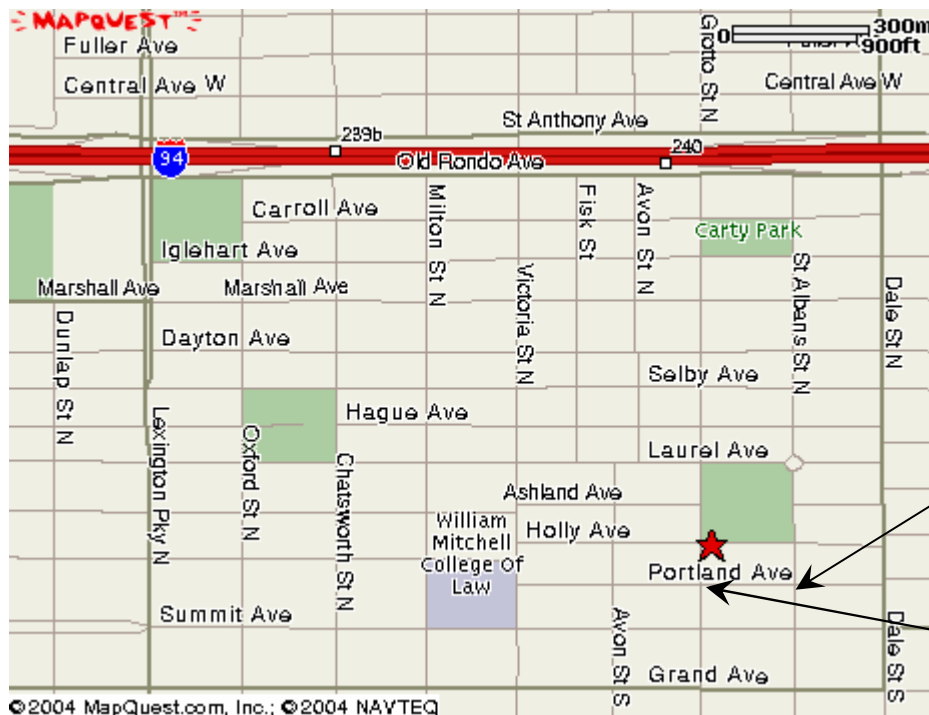 MAPQUEST
Fuller Ave
Grotto St N
0
300m
900ft
Central Ave W
Central Ave W
St Anthony Ave
239b
240
94
Old Rondo Ave
Carroll Ave
Milton St N
Fisk St
Avon St N
Carty Park
Iglehart Ave
Marshall Ave
Marshall Ave
Victoria St N
St Albans St N
Dale St N
Dunlap St N
Dayton Ave
Selby Ave
Lexington Pky N
Hague Ave
Oxford St N
Chatsworth St N
Laurel Ave
Ashland Ave
William
Mitchell
College Of
Law
Holly Ave
Portland Ave
Summit Ave
Avon St S
Dale St S
Grand Ave
©2004 MapQuest.com, Inc.; ©2004 NAVTEQ